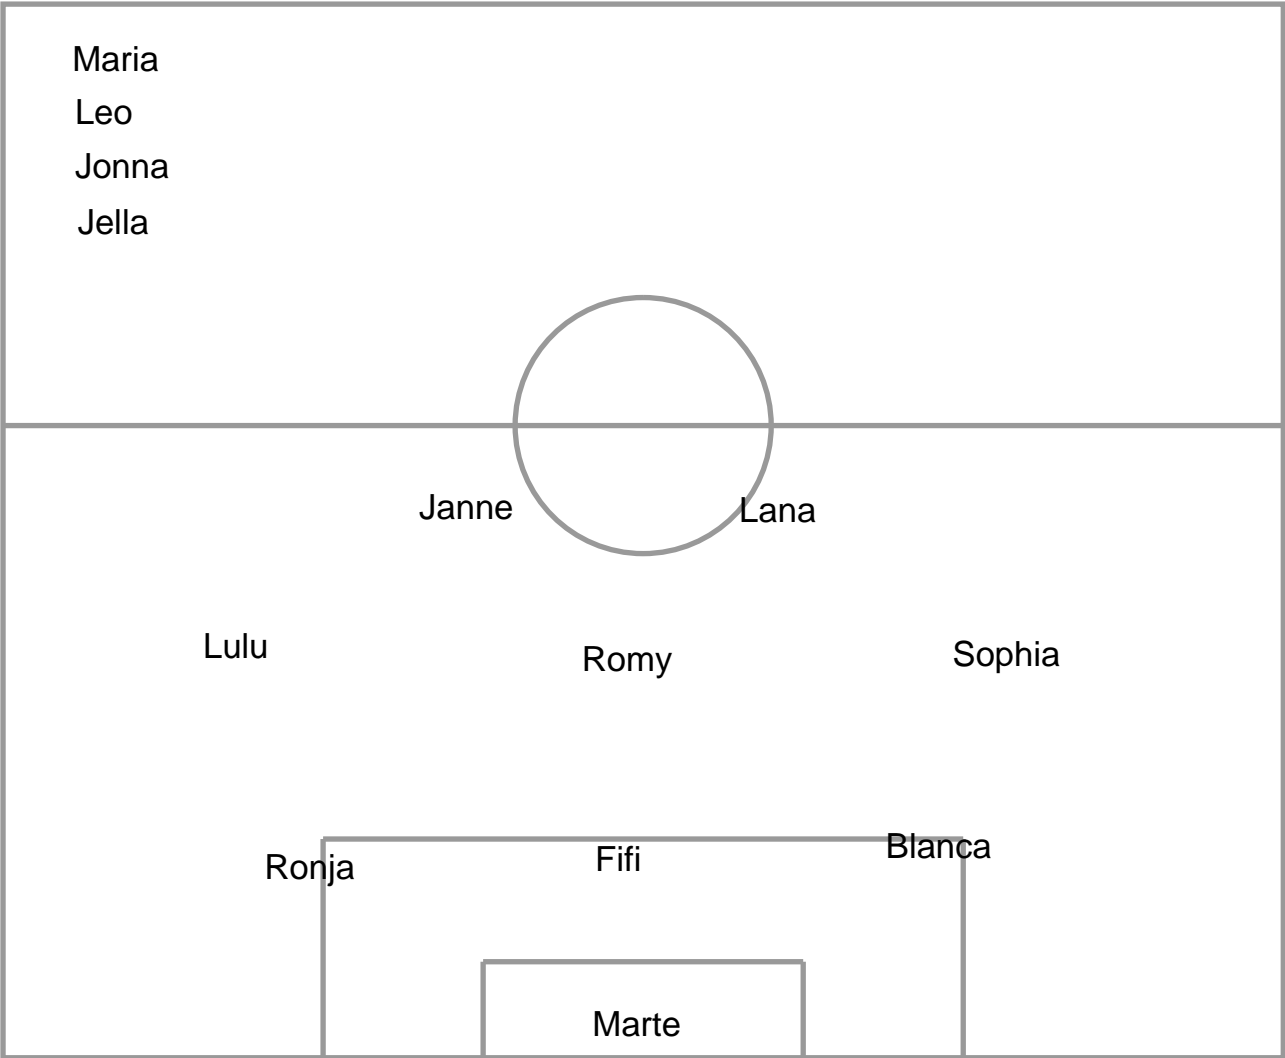 Maria
Leo
Jonna
Jella
Janne Lana
Lulu Romy Sophia
Ronja Fifi Blanca
Marte